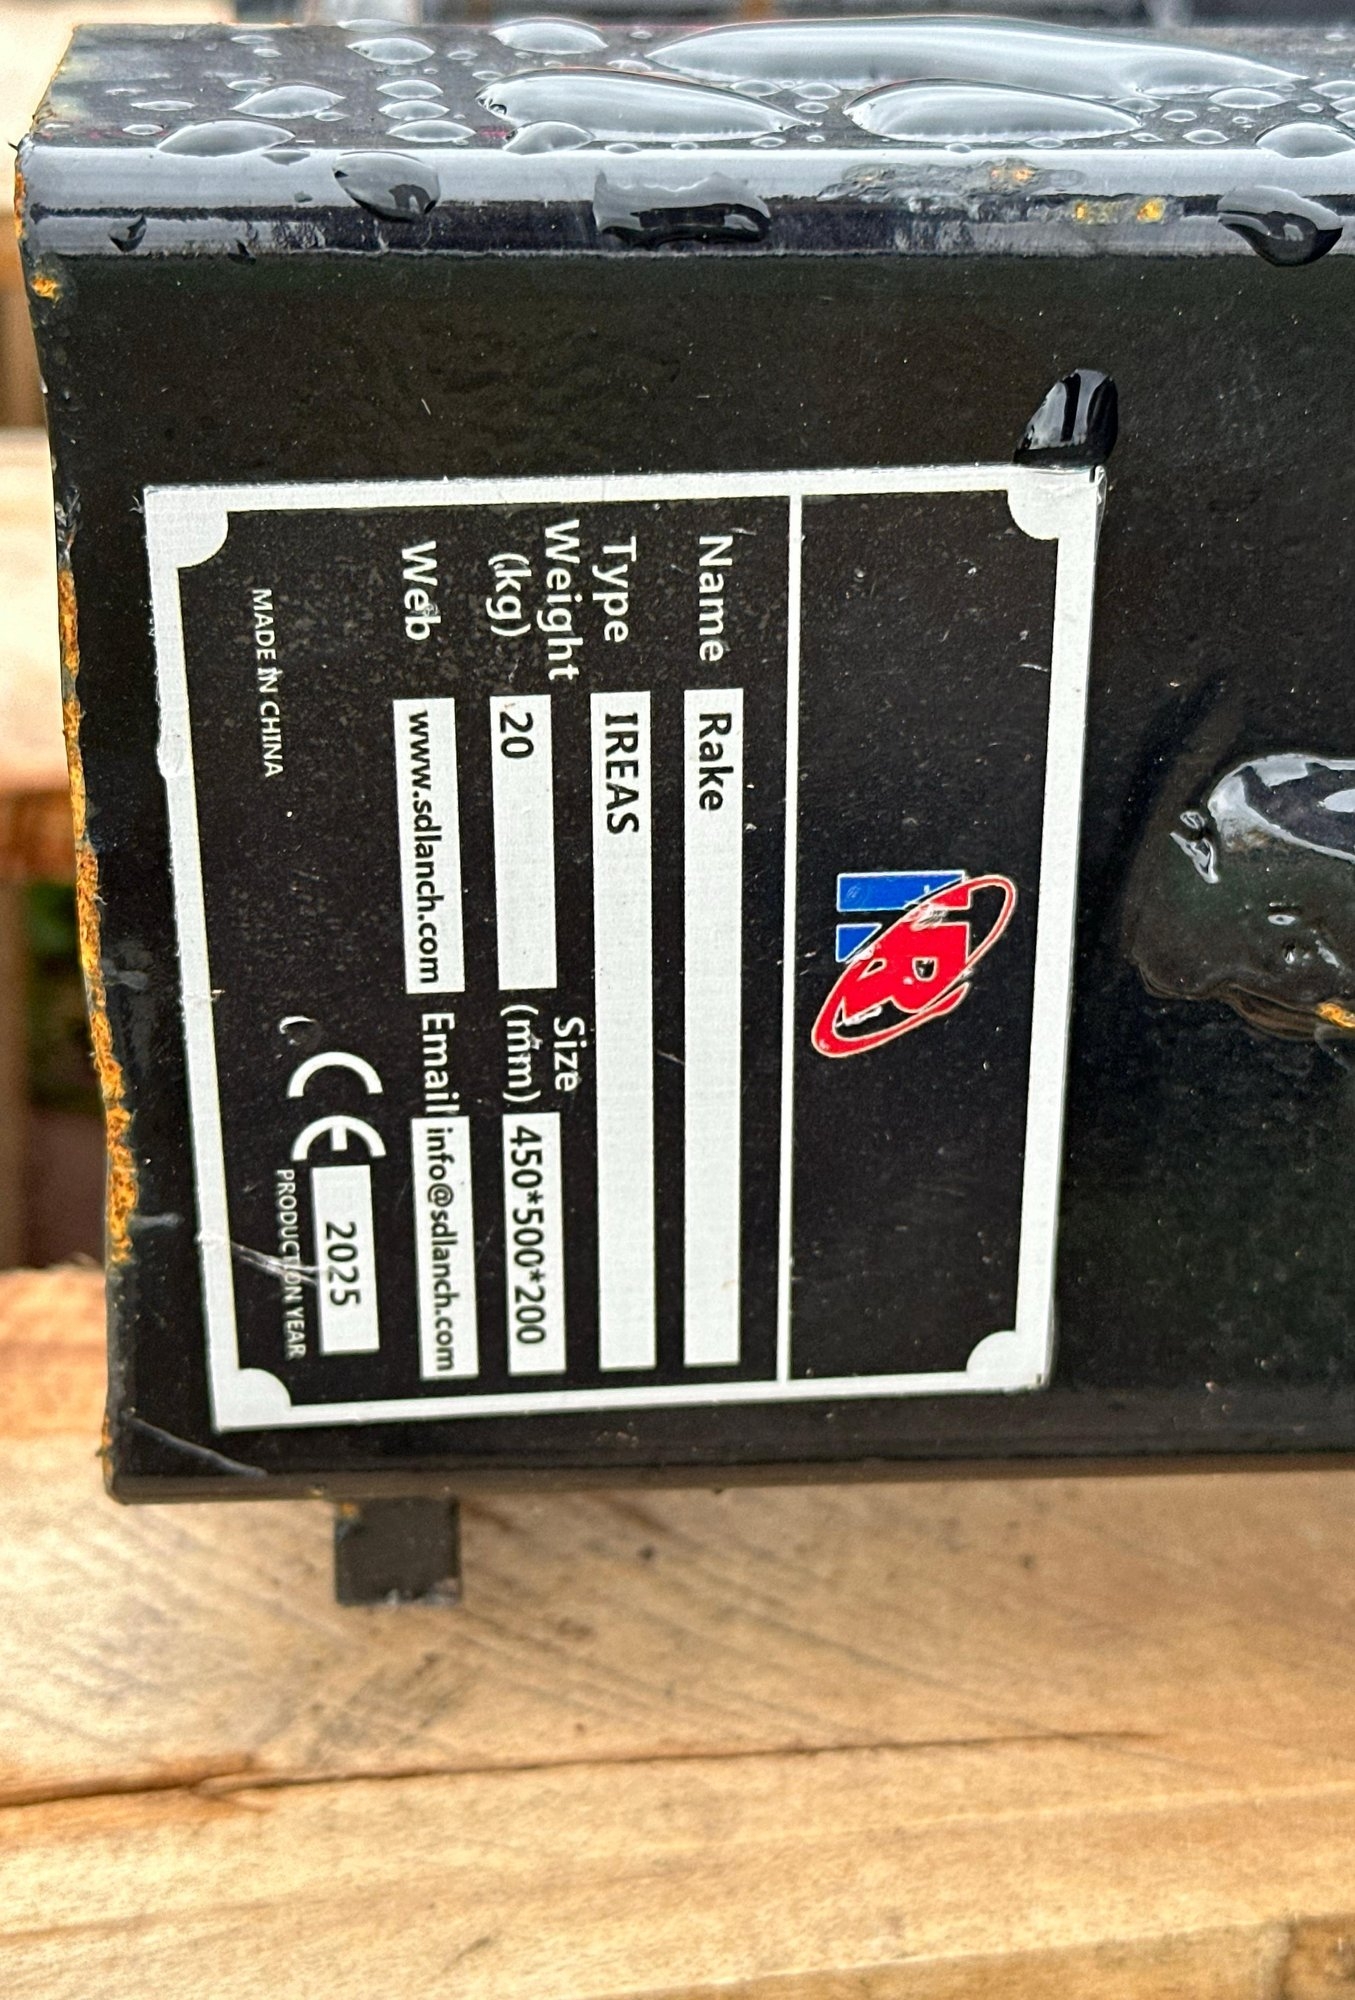 IR
Name Rake
Type IREAS
Weight (kg) 20 Size (mm) 450*500*200
Web www.sdlanch.com Email info@sdlanch.com
CE 2025
MADE IN CHINA PRODUCTION YEAR